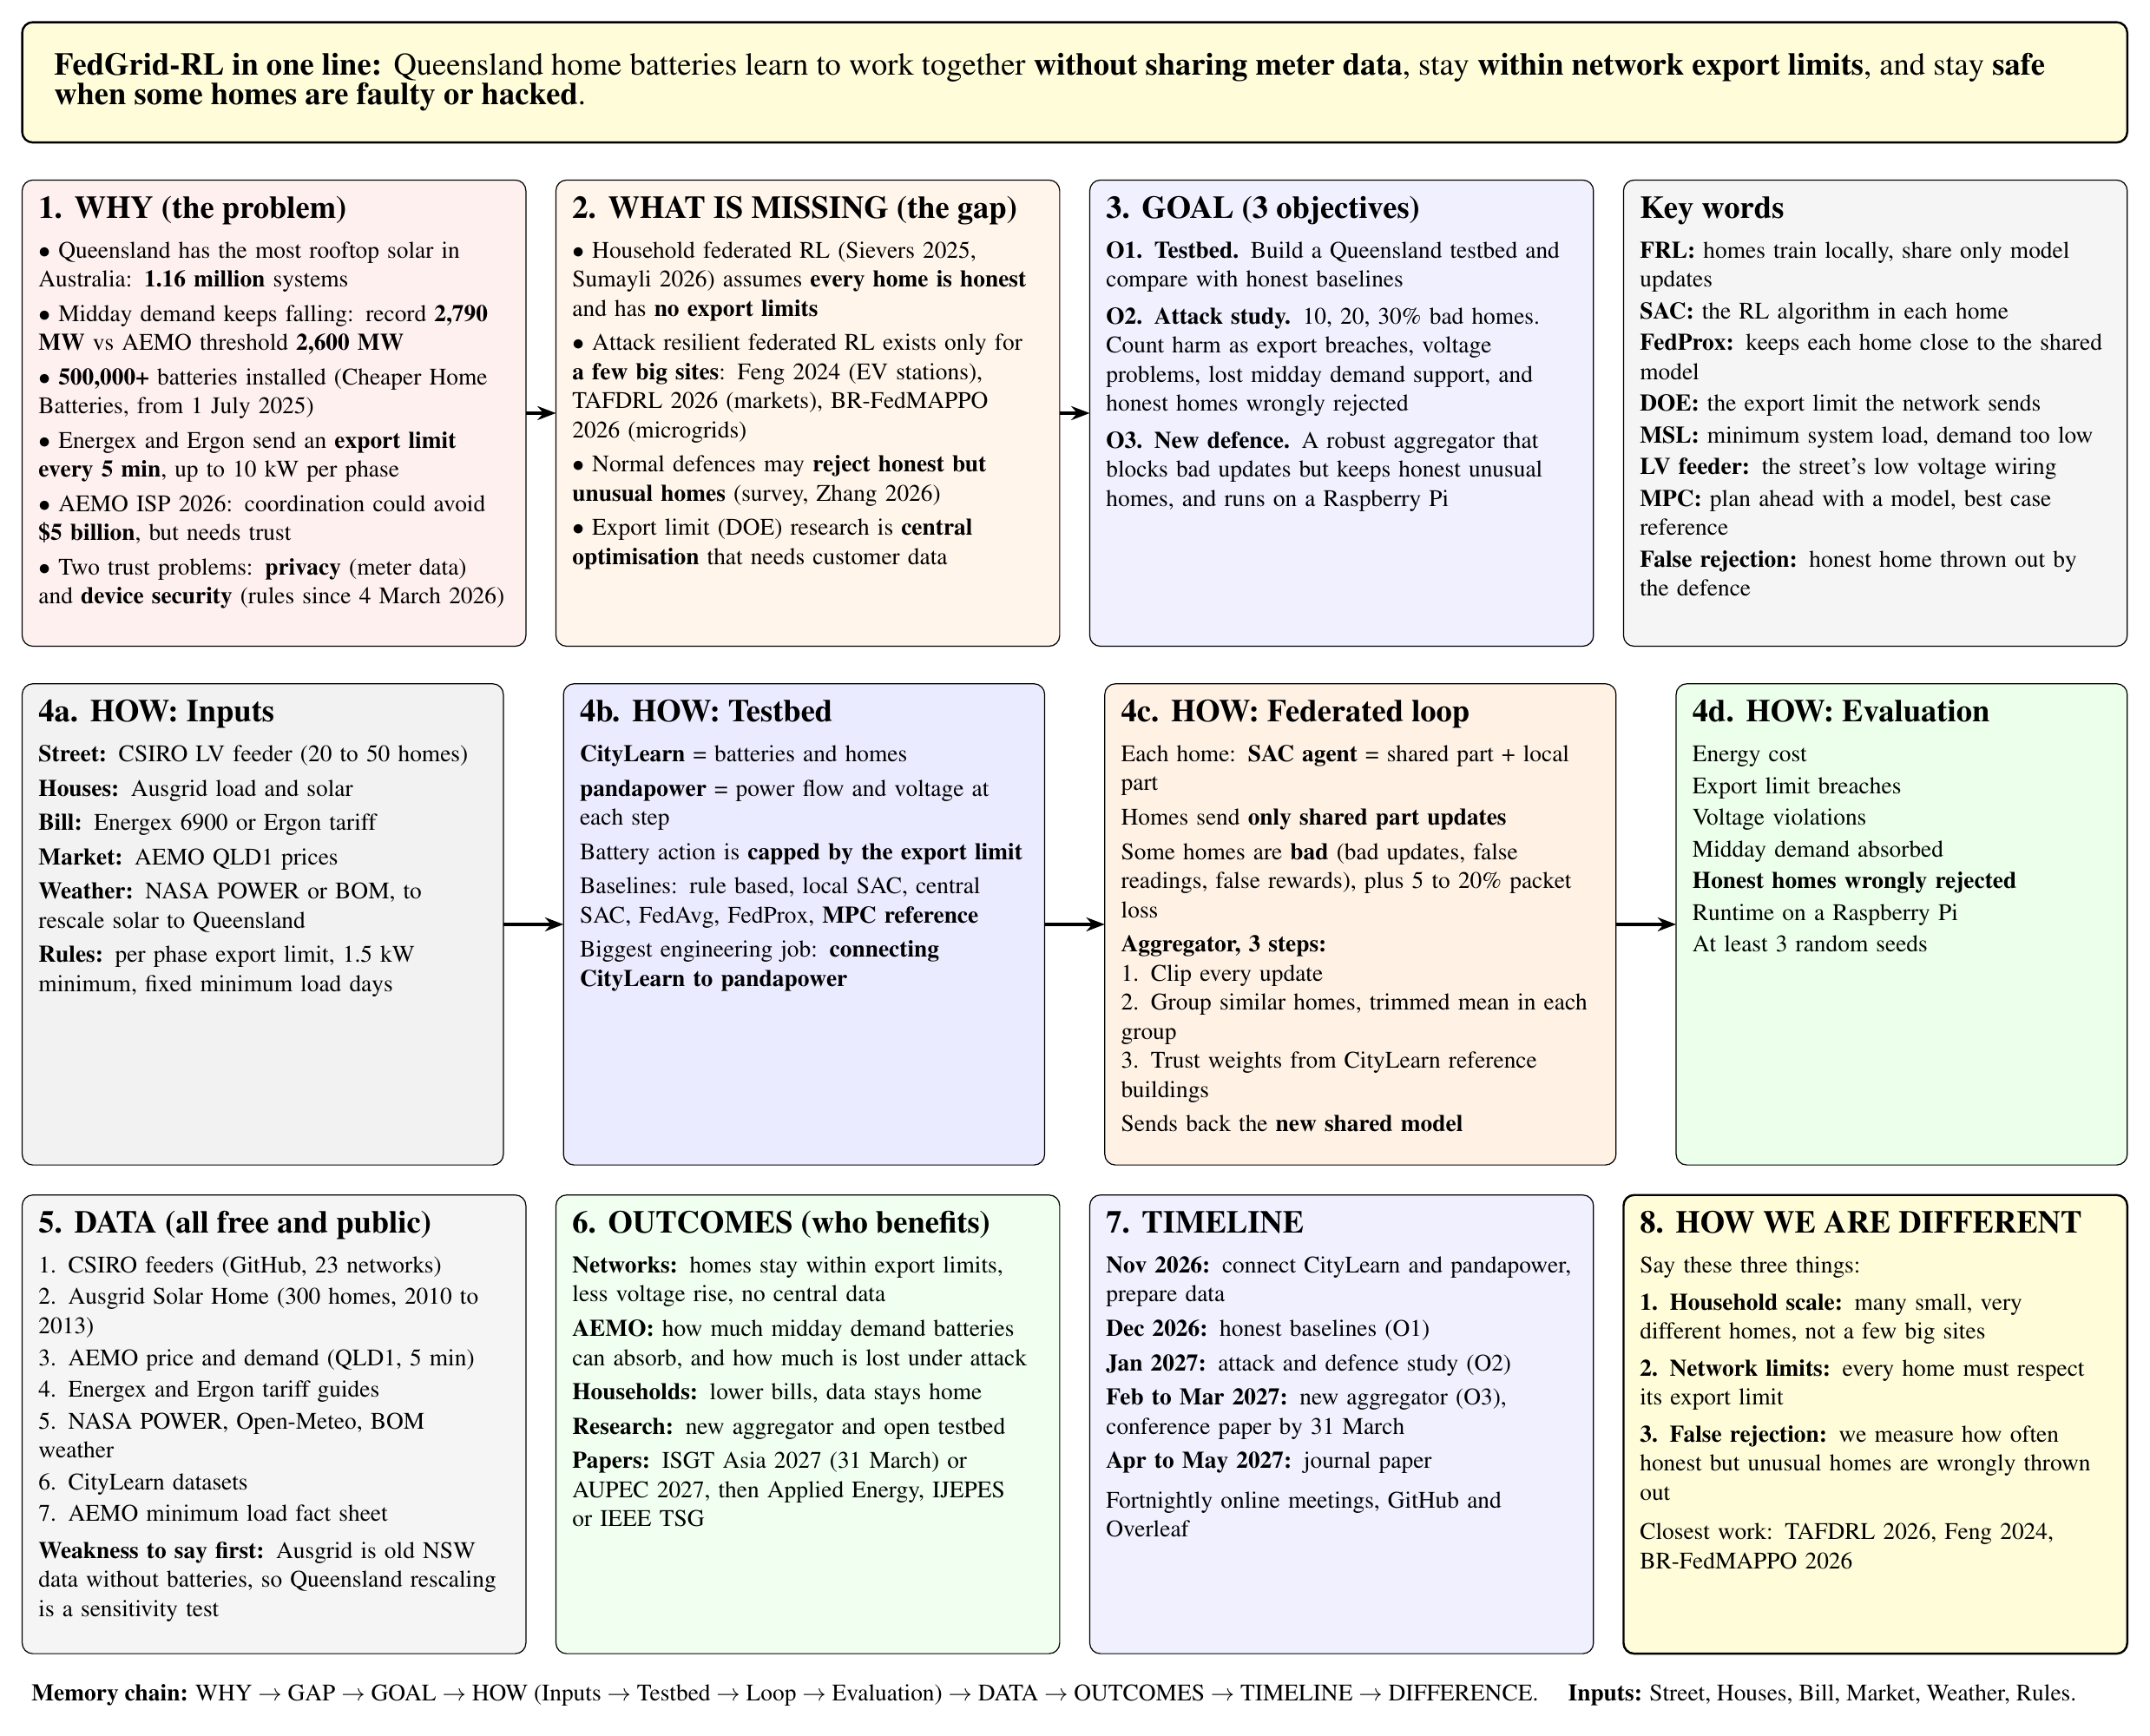 FedGrid-RL in one line: Queensland home batteries learn to work together without sharing meter data, stay within network export limits, and stay safe
when some homes are faulty or hacked.
1. WHY (the problem)
• Queensland has the most rooftop solar in
Australia: 1.16 million systems
• Midday demand keeps falling: record 2,790
MW vs AEMO threshold 2,600 MW
• 500,000+ batteries installed (Cheaper Home
Batteries, from 1 July 2025)
• Energex and Ergon send an export limit
every 5 min, up to 10 kW per phase
• AEMO ISP 2026: coordination could avoid
$5 billion, but needs trust
• Two trust problems: privacy (meter data)
and device security (rules since 4 March 2026)
2. WHAT IS MISSING (the gap)
• Household federated RL (Sievers 2025,
Sumayli 2026) assumes every home is honest
and has no export limits
• Attack resilient federated RL exists only for
a few big sites: Feng 2024 (EV stations),
TAFDRL 2026 (markets), BR-FedMAPPO
2026 (microgrids)
• Normal defences may reject honest but
unusual homes (survey, Zhang 2026)
• Export limit (DOE) research is central
optimisation that needs customer data
3. GOAL (3 objectives)
O1. Testbed. Build a Queensland testbed and
compare with honest baselines
O2. Attack study. 10, 20, 30% bad homes.
Count harm as export breaches, voltage
problems, lost midday demand support, and
honest homes wrongly rejected
O3. New defence. A robust aggregator that
blocks bad updates but keeps honest unusual
homes, and runs on a Raspberry Pi
Key words
FRL: homes train locally, share only model
updates
SAC: the RL algorithm in each home
FedProx: keeps each home close to the shared
model
DOE: the export limit the network sends
MSL: minimum system load, demand too low
LV feeder: the street's low voltage wiring
MPC: plan ahead with a model, best case
reference
False rejection: honest home thrown out by
the defence
4a. HOW: Inputs
Street: CSIRO LV feeder (20 to 50 homes)
Houses: Ausgrid load and solar
Bill: Energex 6900 or Ergon tariff
Market: AEMO QLD1 prices
Weather: NASA POWER or BOM, to
rescale solar to Queensland
Rules: per phase export limit, 1.5 kW
minimum, fixed minimum load days
4b. HOW: Testbed
CityLearn = batteries and homes
pandapower = power flow and voltage at
each step
Battery action is capped by the export limit
Baselines: rule based, local SAC, central
SAC, FedAvg, FedProx, MPC reference
Biggest engineering job: connecting
CityLearn to pandapower
4c. HOW: Federated loop
Each home: SAC agent = shared part + local
part
Homes send only shared part updates
Some homes are bad (bad updates, false
readings, false rewards), plus 5 to 20% packet
loss
Aggregator, 3 steps:
1. Clip every update
2. Group similar homes, trimmed mean in each
group
3. Trust weights from CityLearn reference
buildings
Sends back the new shared model
4d. HOW: Evaluation
Energy cost
Export limit breaches
Voltage violations
Midday demand absorbed
Honest homes wrongly rejected
Runtime on a Raspberry Pi
At least 3 random seeds
5. DATA (all free and public)
1. CSIRO feeders (GitHub, 23 networks)
2. Ausgrid Solar Home (300 homes, 2010 to
2013)
3. AEMO price and demand (QLD1, 5 min)
4. Energex and Ergon tariff guides
5. NASA POWER, Open-Meteo, BOM
weather
6. CityLearn datasets
7. AEMO minimum load fact sheet
Weakness to say first: Ausgrid is old NSW
data without batteries, so Queensland rescaling
is a sensitivity test
6. OUTCOMES (who benefits)
Networks: homes stay within export limits,
less voltage rise, no central data
AEMO: how much midday demand batteries
can absorb, and how much is lost under attack
Households: lower bills, data stays home
Research: new aggregator and open testbed
Papers: ISGT Asia 2027 (31 March) or
AUPEC 2027, then Applied Energy, IJEPES
or IEEE TSG
7. TIMELINE
Nov 2026: connect CityLearn and pandapower,
prepare data
Dec 2026: honest baselines (O1)
Jan 2027: attack and defence study (O2)
Feb to Mar 2027: new aggregator (O3),
conference paper by 31 March
Apr to May 2027: journal paper
Fortnightly online meetings, GitHub and
Overleaf
8. HOW WE ARE DIFFERENT
Say these three things:
1. Household scale: many small, very
different homes, not a few big sites
2. Network limits: every home must respect
its export limit
3. False rejection: we measure how often
honest but unusual homes are wrongly thrown
out
Closest work: TAFDRL 2026, Feng 2024,
BR-FedMAPPO 2026
Memory chain: WHY → GAP → GOAL → HOW (Inputs → Testbed → Loop → Evaluation) → DATA → OUTCOMES → TIMELINE → DIFFERENCE. Inputs: Street, Houses, Bill, Market, Weather, Rules.